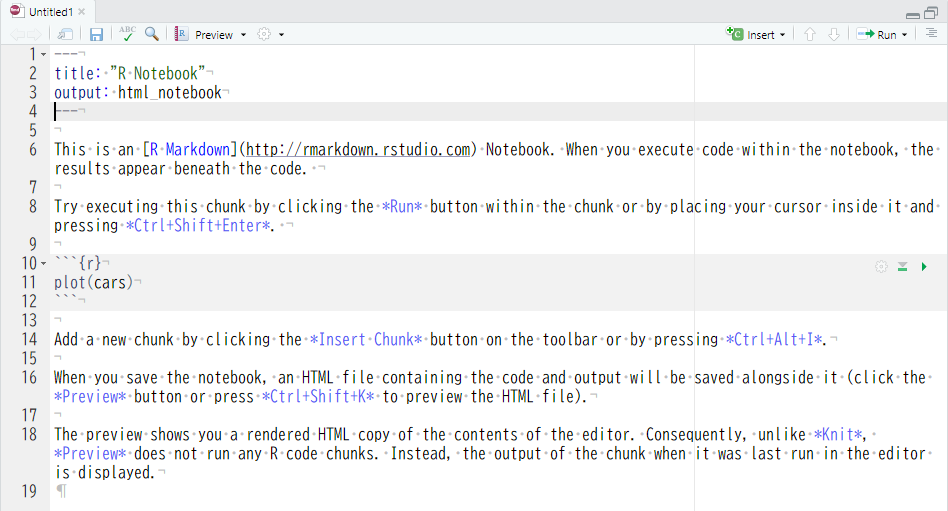 Untitled1
ABC
Preview
Insert
Run
1 ---
2 title: "R Notebook"
3 output: html_notebook
4 ---
5
6 This is an [R Markdown](http://rmarkdown.rstudio.com) Notebook. When you execute code within the notebook, the
results appear beneath the code.
7
8 Try executing this chunk by clicking the *Run* button within the chunk or by placing your cursor inside it and
pressing *Ctrl+Shift+Enter*.
9
10 ```{r}
11 plot(cars)
12 ```
13
14 Add a new chunk by clicking the *Insert Chunk* button on the toolbar or by pressing *Ctrl+Alt+I*.
15
16 When you save the notebook, an HTML file containing the code and output will be saved alongside it (click the
*Preview* button or press *Ctrl+Shift+K* to preview the HTML file).
17
18 The preview shows you a rendered HTML copy of the contents of the editor. Consequently, unlike *Knit*,
*Preview* does not run any R code chunks. Instead, the output of the chunk when it was last run in the editor
is displayed.
19